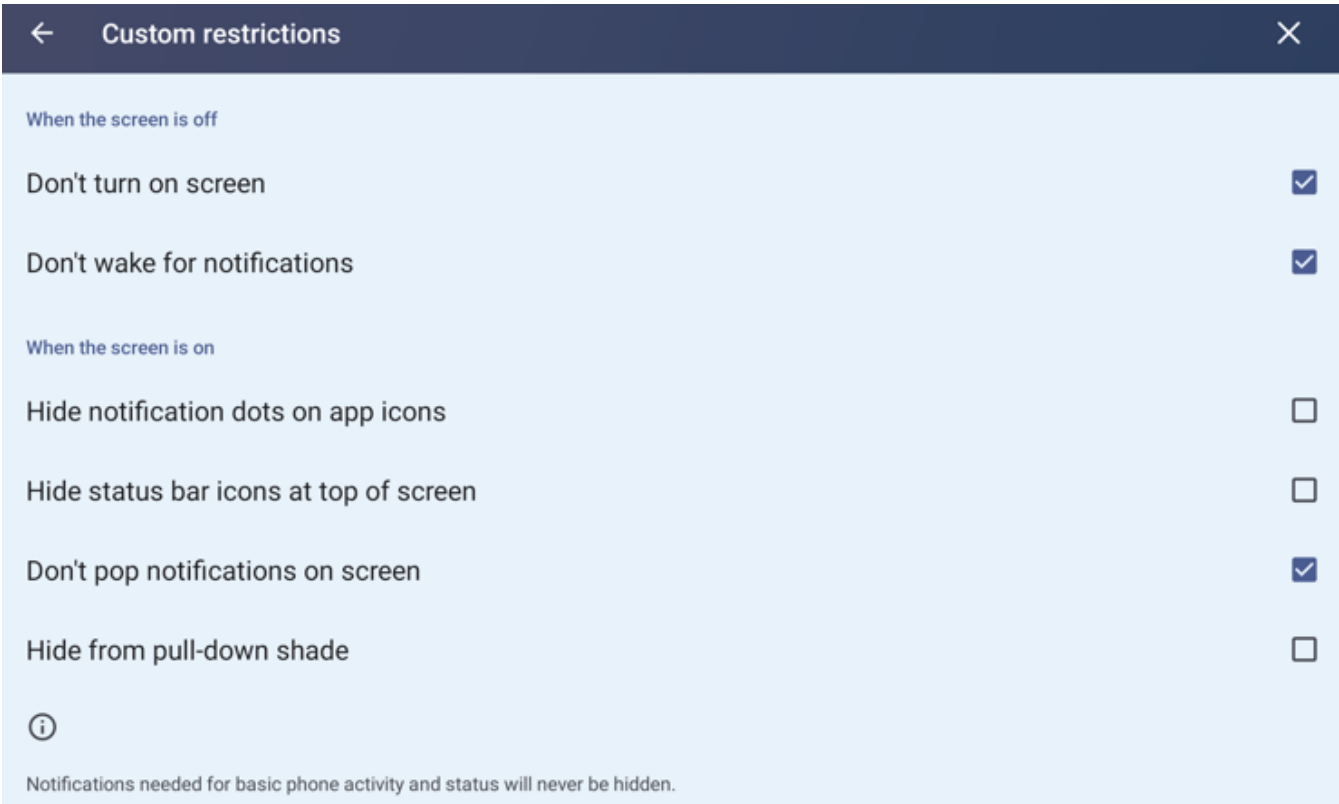 Custom restrictions
When the screen is off
Don't turn on screen
Don't wake for notifications
When the screen is on
Hide notification dots on app icons
Hide status bar icons at top of screen
Don't pop notifications on screen
Hide from pull-down shade
Notifications needed for basic phone activity and status will never be hidden.